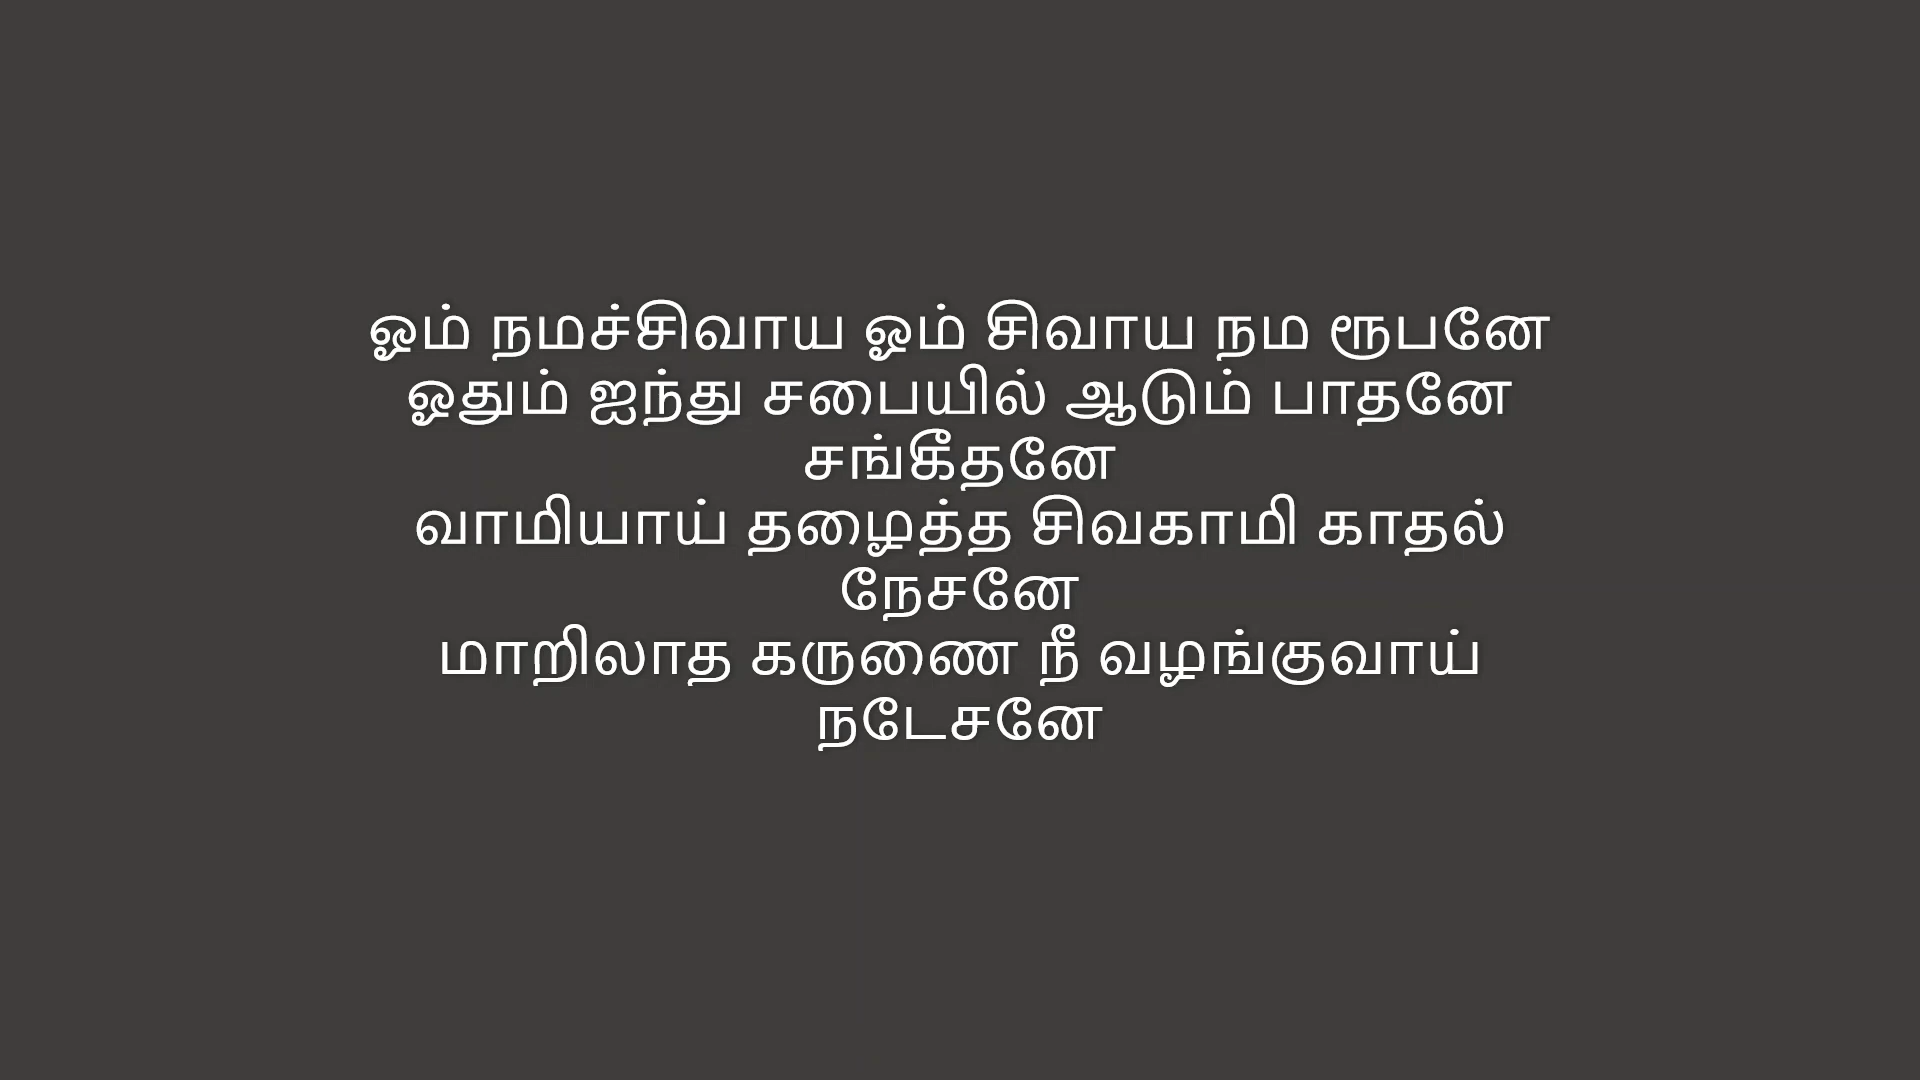 ஓம் நமச்சிவாய ஓம் சிவாய நம ரூபனே
ஓதும் ஐந்து சபையில் ஆடும் பாதனே
சங்கீதனே
வாமியாய் தழைத்த சிவகாமி காதல்
நேசனே
மாறிலாத கருணை நீ வழங்குவாய்
நடேசனே